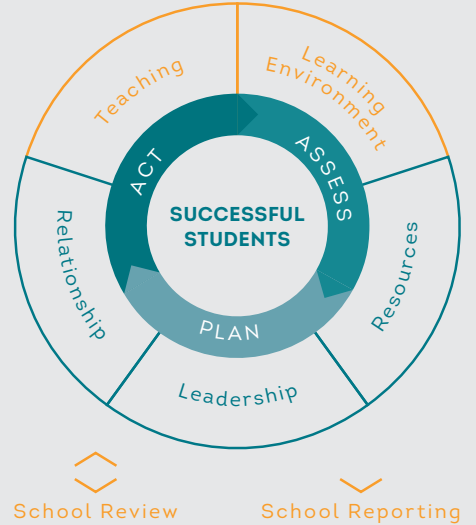 Teaching
Learning
Environment
ACT
ASSESS
SUCCESSFUL
STUDENTS
Relationship
Resources
PLAN
Leadership
School Review
School Reporting